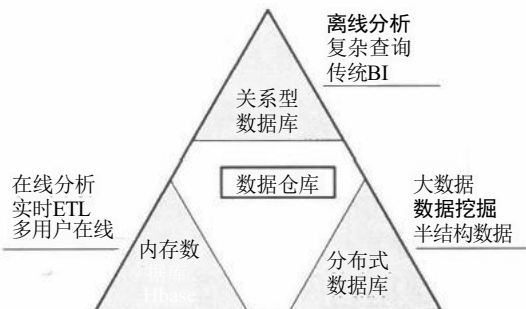 离线分析
复杂查询
传统BI
关系型
数据库
数据仓库
在线分析
实时ETL
多用户在线
大数据
数据挖掘
半结构数据
内存数
据库
Hbase
分布式
数据库